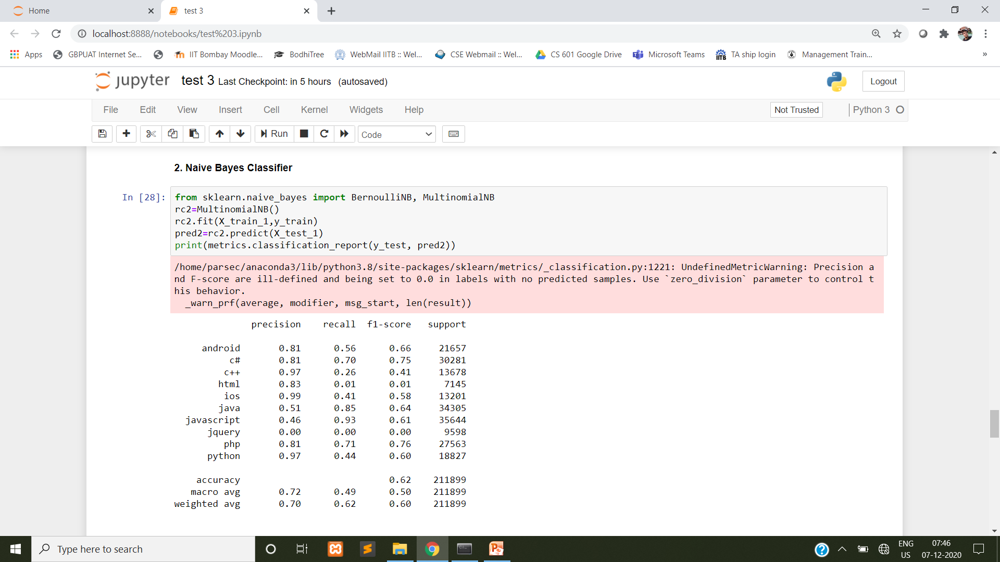 Home
test 3
localhost:8888/notebooks/test%203.ipynb
Apps GBPUAT Internet Se... IIT Bombay Moodle... BodhiTree WebMail IITB :: Wel... CSE Webmail :: Wel... CS 601 Google Drive Microsoft Teams TA ship login Management Train... »
jupyter test 3 Last Checkpoint: in 5 hours (autosaved) Logout
File Edit View Insert Cell Kernel Widgets Help Not Trusted Python 3
Run Code
2. Naive Bayes Classifier
In [28]: from sklearn.naive_bayes import BernoulliNB, MultinomialNB
rc2=MultinomialNB()
rc2.fit(X_train_1,y_train)
pred2=rc2.predict(X_test_1)
print(metrics.classification_report(y_test, pred2))
/home/parsec/anaconda3/lib/python3.8/site-packages/sklearn/metrics/_classification.py:1221: UndefinedMetricWarning: Precision a
nd F-score are ill-defined and being set to 0.0 in labels with no predicted samples. Use `zero_division` parameter to control t
his behavior.
_warn_prf(average, modifier, msg_start, len(result))
precision recall f1-score support
android 0.81 0.56 0.66 21657
c# 0.81 0.70 0.75 30281
c++ 0.97 0.26 0.41 13678
html 0.83 0.01 0.01 7145
ios 0.99 0.41 0.58 13201
java 0.51 0.85 0.64 34305
javascript 0.46 0.93 0.61 35644
jquery 0.00 0.00 0.00 9598
php 0.81 0.71 0.76 27563
python 0.97 0.44 0.60 18827
accuracy 0.62 211899
macro avg 0.72 0.49 0.50 211899
weighted avg 0.70 0.62 0.60 211899
Type here to search
ENG
US
07:46
07-12-2020